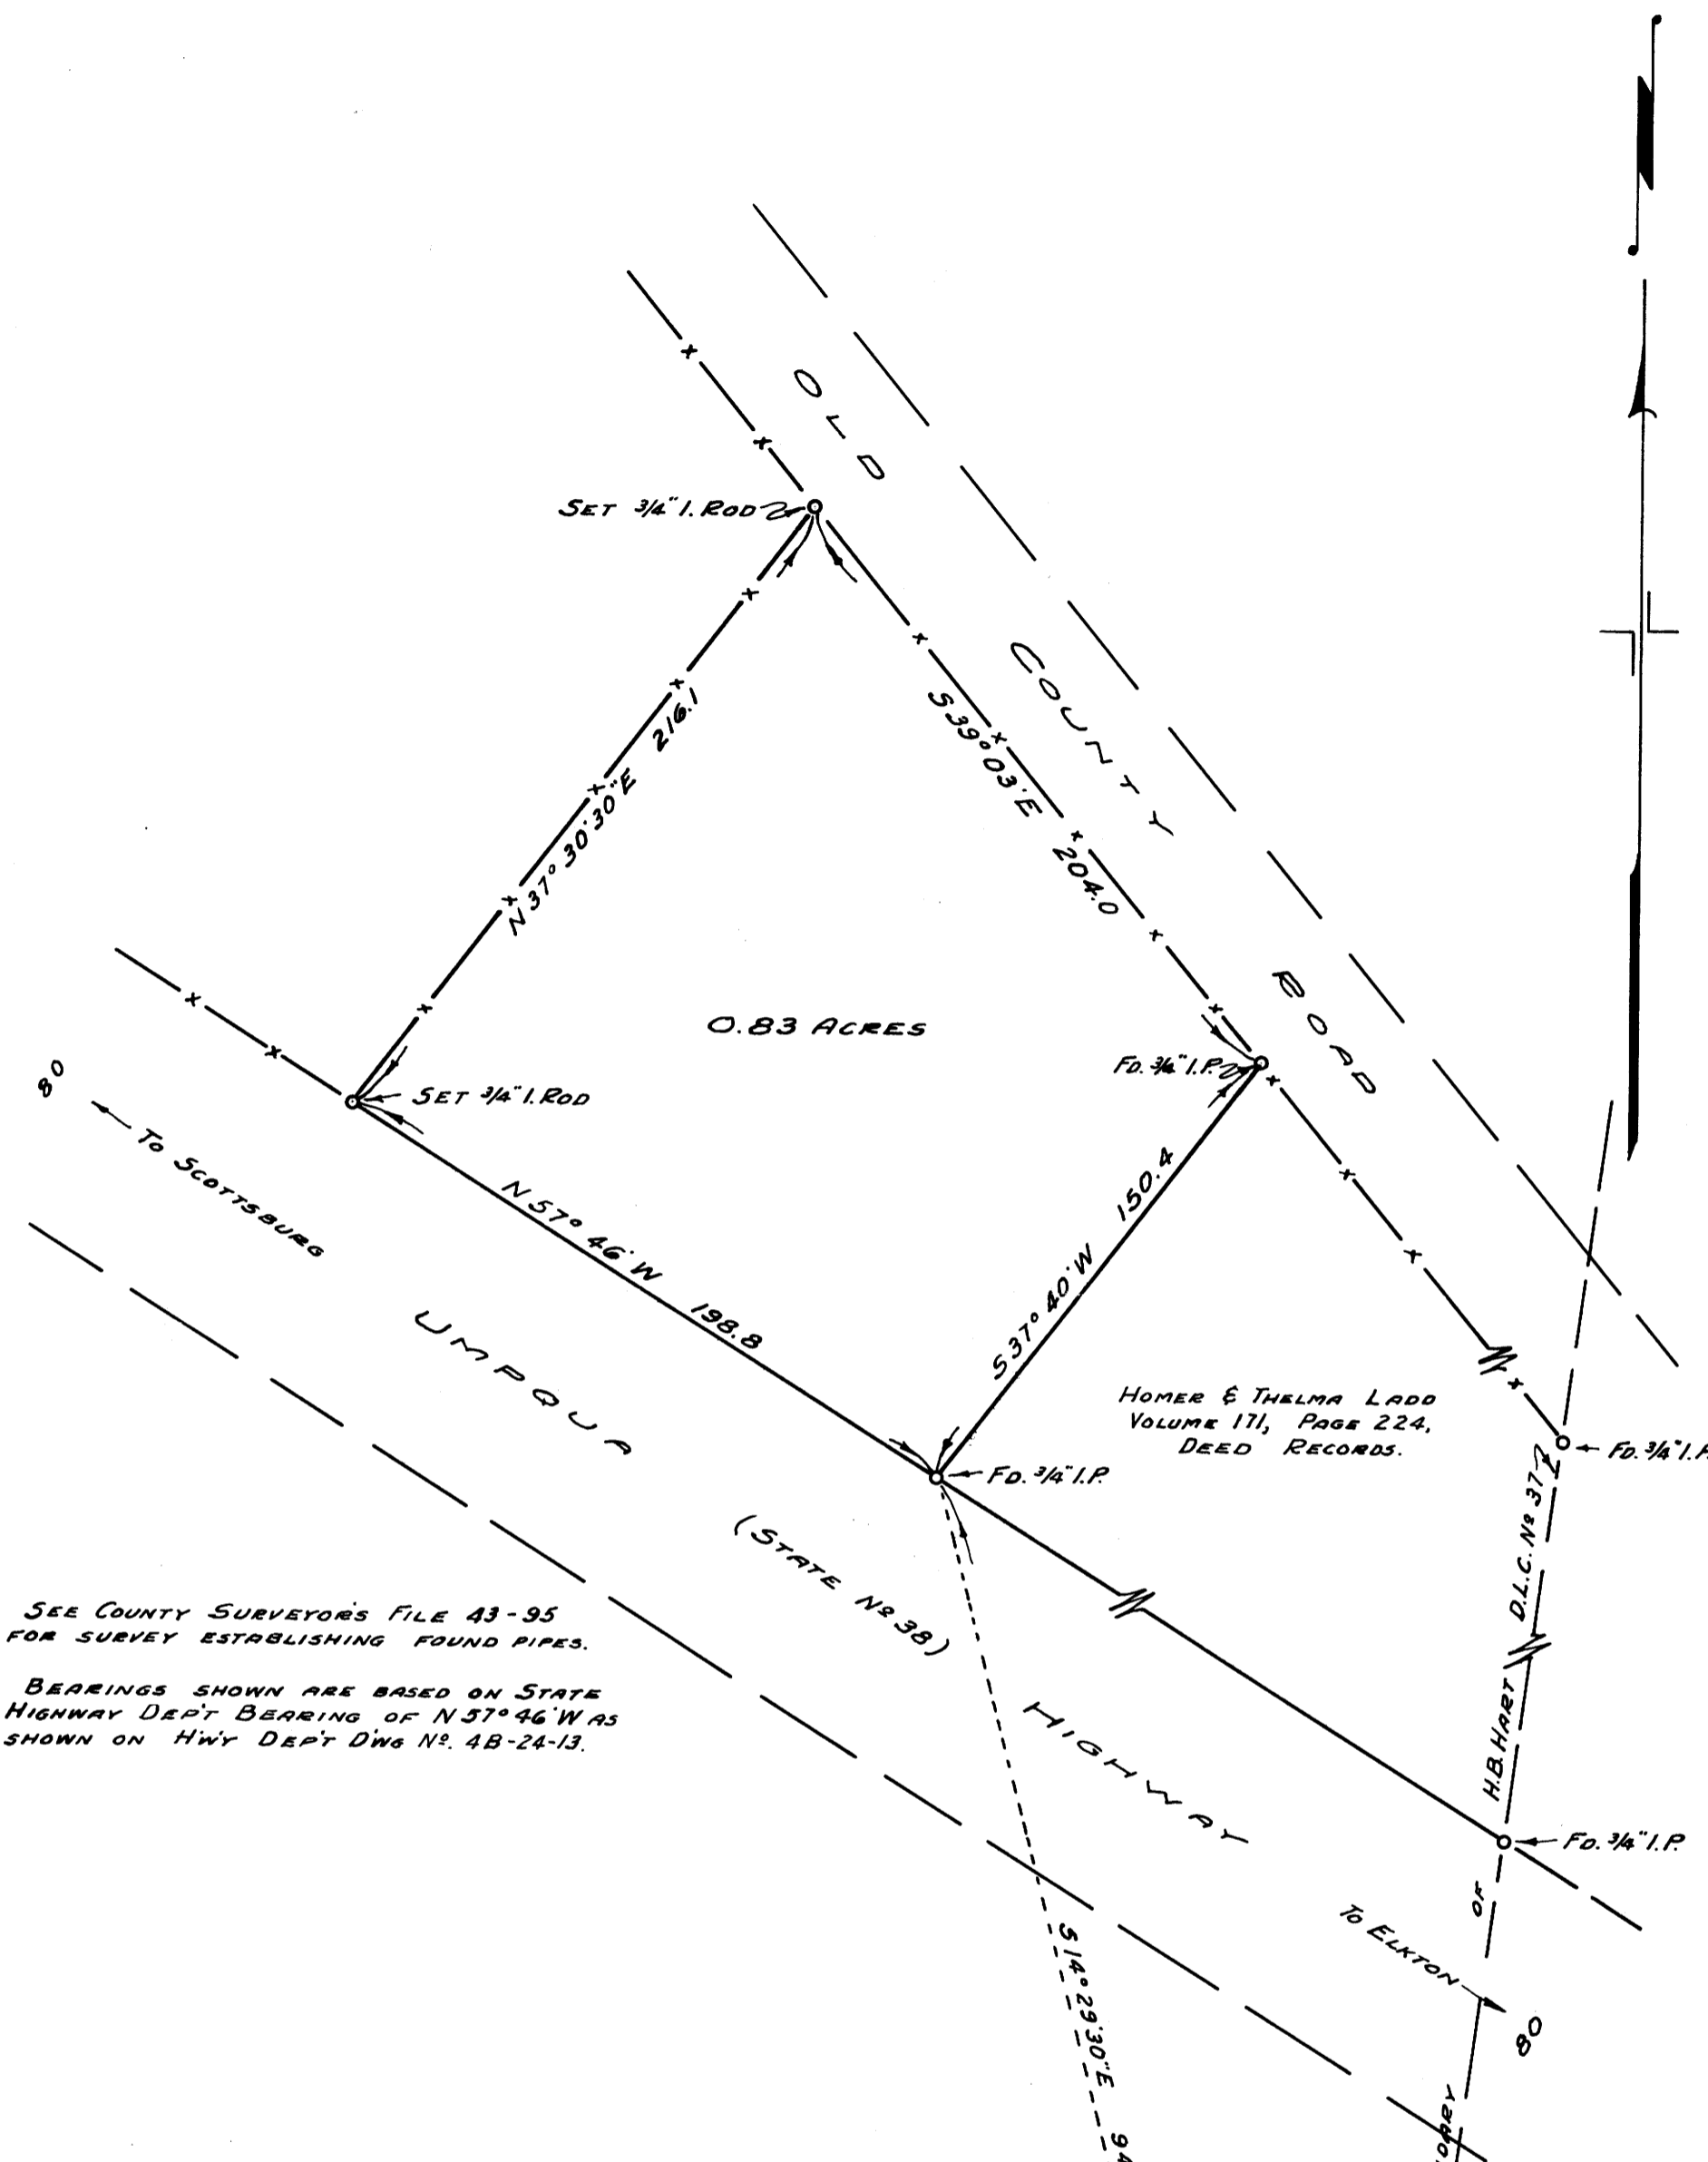 OLD COUNTY ROAD
SET 3/4" I. ROD
S 39° 03' E 204.0
N 37° 30' 30" E 216.1
0.83 ACRES
FD. 3/4" I.P.
SET 3/4" I. ROD
80
TO SCOTTSBURG
N 57° 46' W 198.8
S 37° 40' W 150.4
UMPQUA
(STATE Nº 38)
HIGHWAY
HOMER & THELMA LADD
VOLUME 171, PAGE 224,
DEED RECORDS.
FD. 3/4" I.P.
FD. 3/4" I.P.
H.B. HART D.L.C. Nº 37
OF
SEE COUNTY SURVEYOR'S FILE 43-95
FOR SURVEY ESTABLISHING FOUND PIPES.
BEARINGS SHOWN ARE BASED ON STATE
HIGHWAY DEP'T BEARING OF N 57° 46' W AS
SHOWN ON H'W'Y DEP'T D'WG Nº. 4B-24-13.
FD. 3/4" I.P.
TO ELKTON
80
S 14° 29' 30" E 94